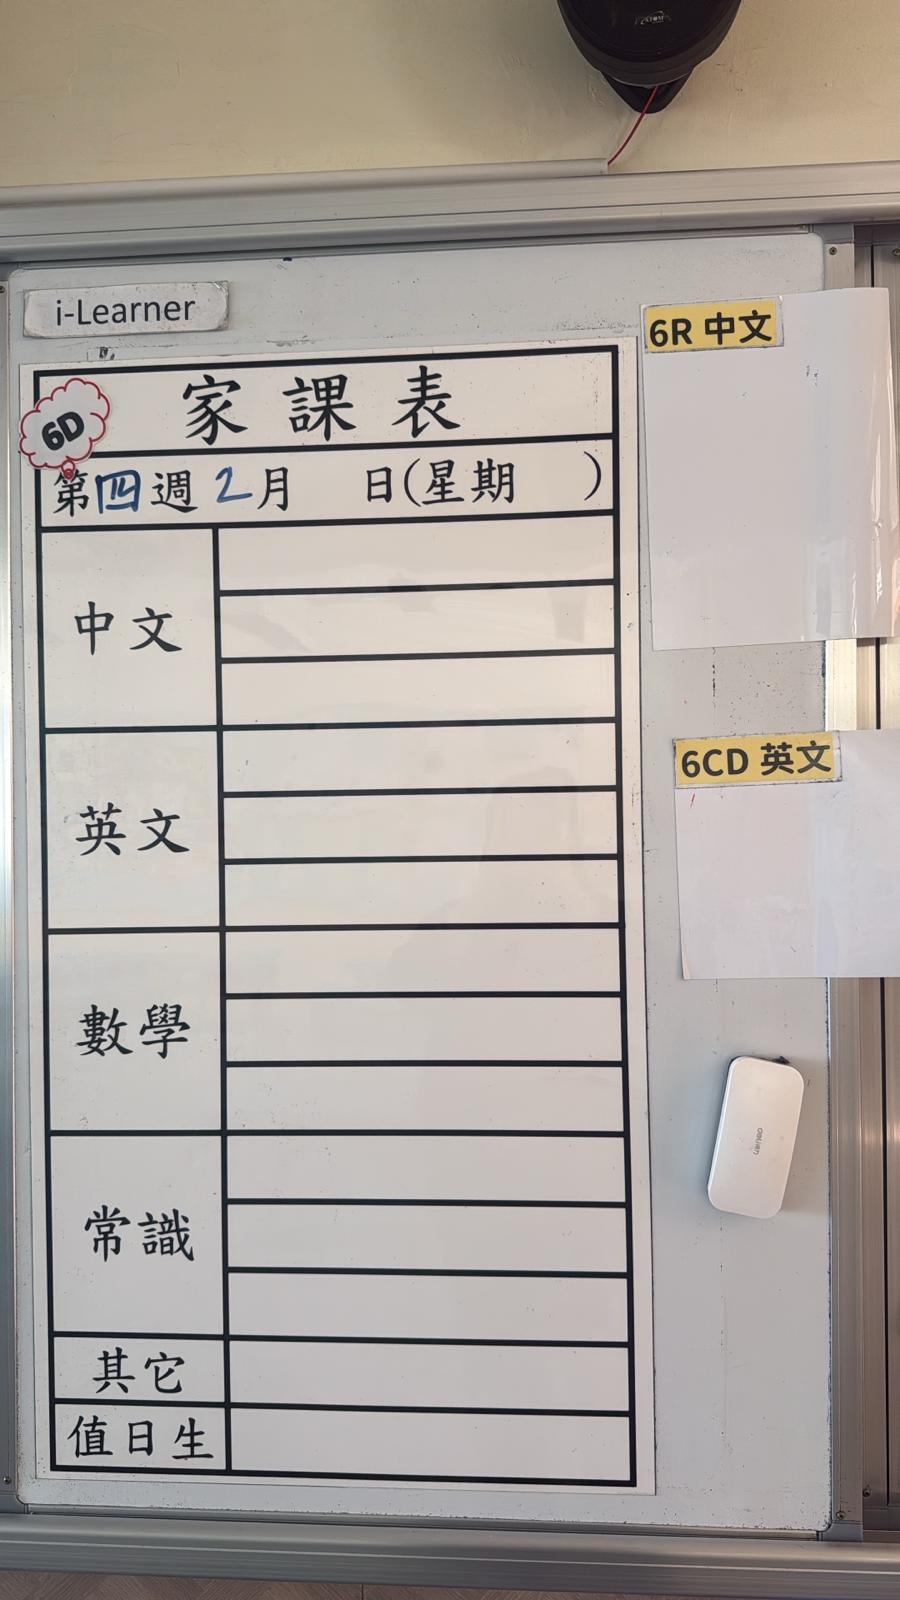 i-Learner
6D
家課表
第四週2月 日(星期 )
中文
英文
數學
常識
其它
值日生
6R 中文
6CD 英文
deli